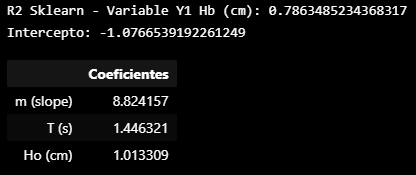 R2 Sklearn - Variable Y1 Hb (cm): 0.7863485234368317
Intercepto: -1.0766539192261249
Coeficientes
m (slope) 8.824157
T (s) 1.446321
Ho (cm) 1.013309